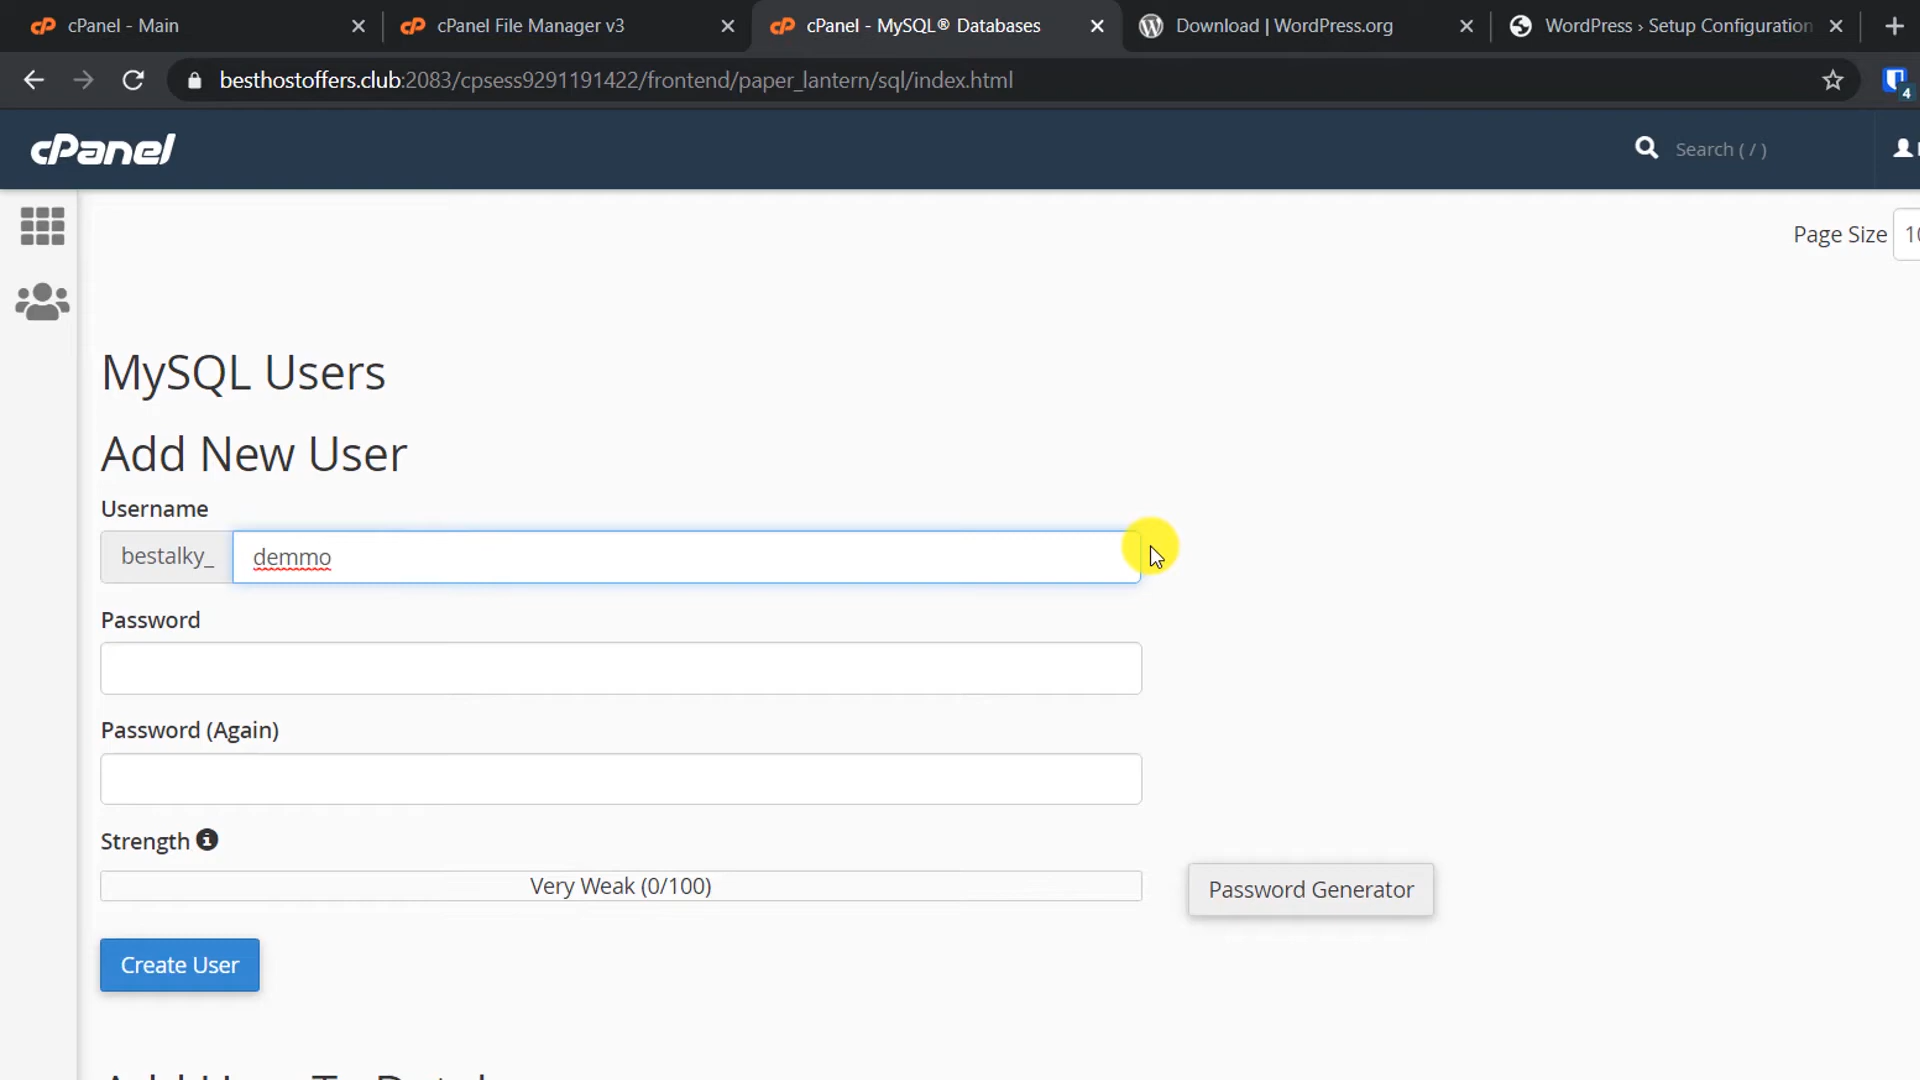 cPanel - Main
cPanel File Manager v3
cPanel - MySQL® Databases
Download | WordPress.org
WordPress › Setup Configuration
besthostoffers.club:2083/cpsess9291191422/frontend/paper_lantern/sql/index.html
4
cPanel
Search ( / )
Page Size
10
MySQL Users
Add New User
Username
bestalky_
demmo
Password
Password (Again)
Strength
Very Weak (0/100)
Password Generator
Create User